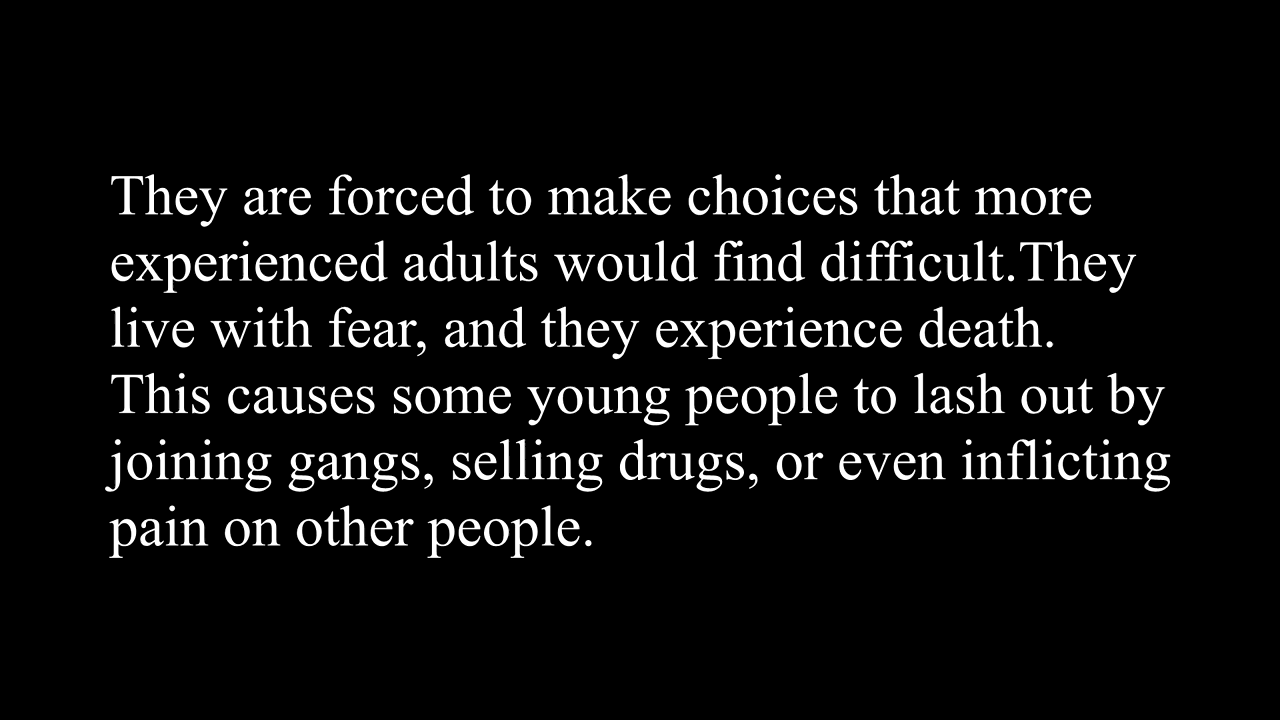 They are forced to make choices that more
experienced adults would find difficult.They
live with fear, and they experience death.
This causes some young people to lash out by
joining gangs, selling drugs, or even inflicting
pain on other people.